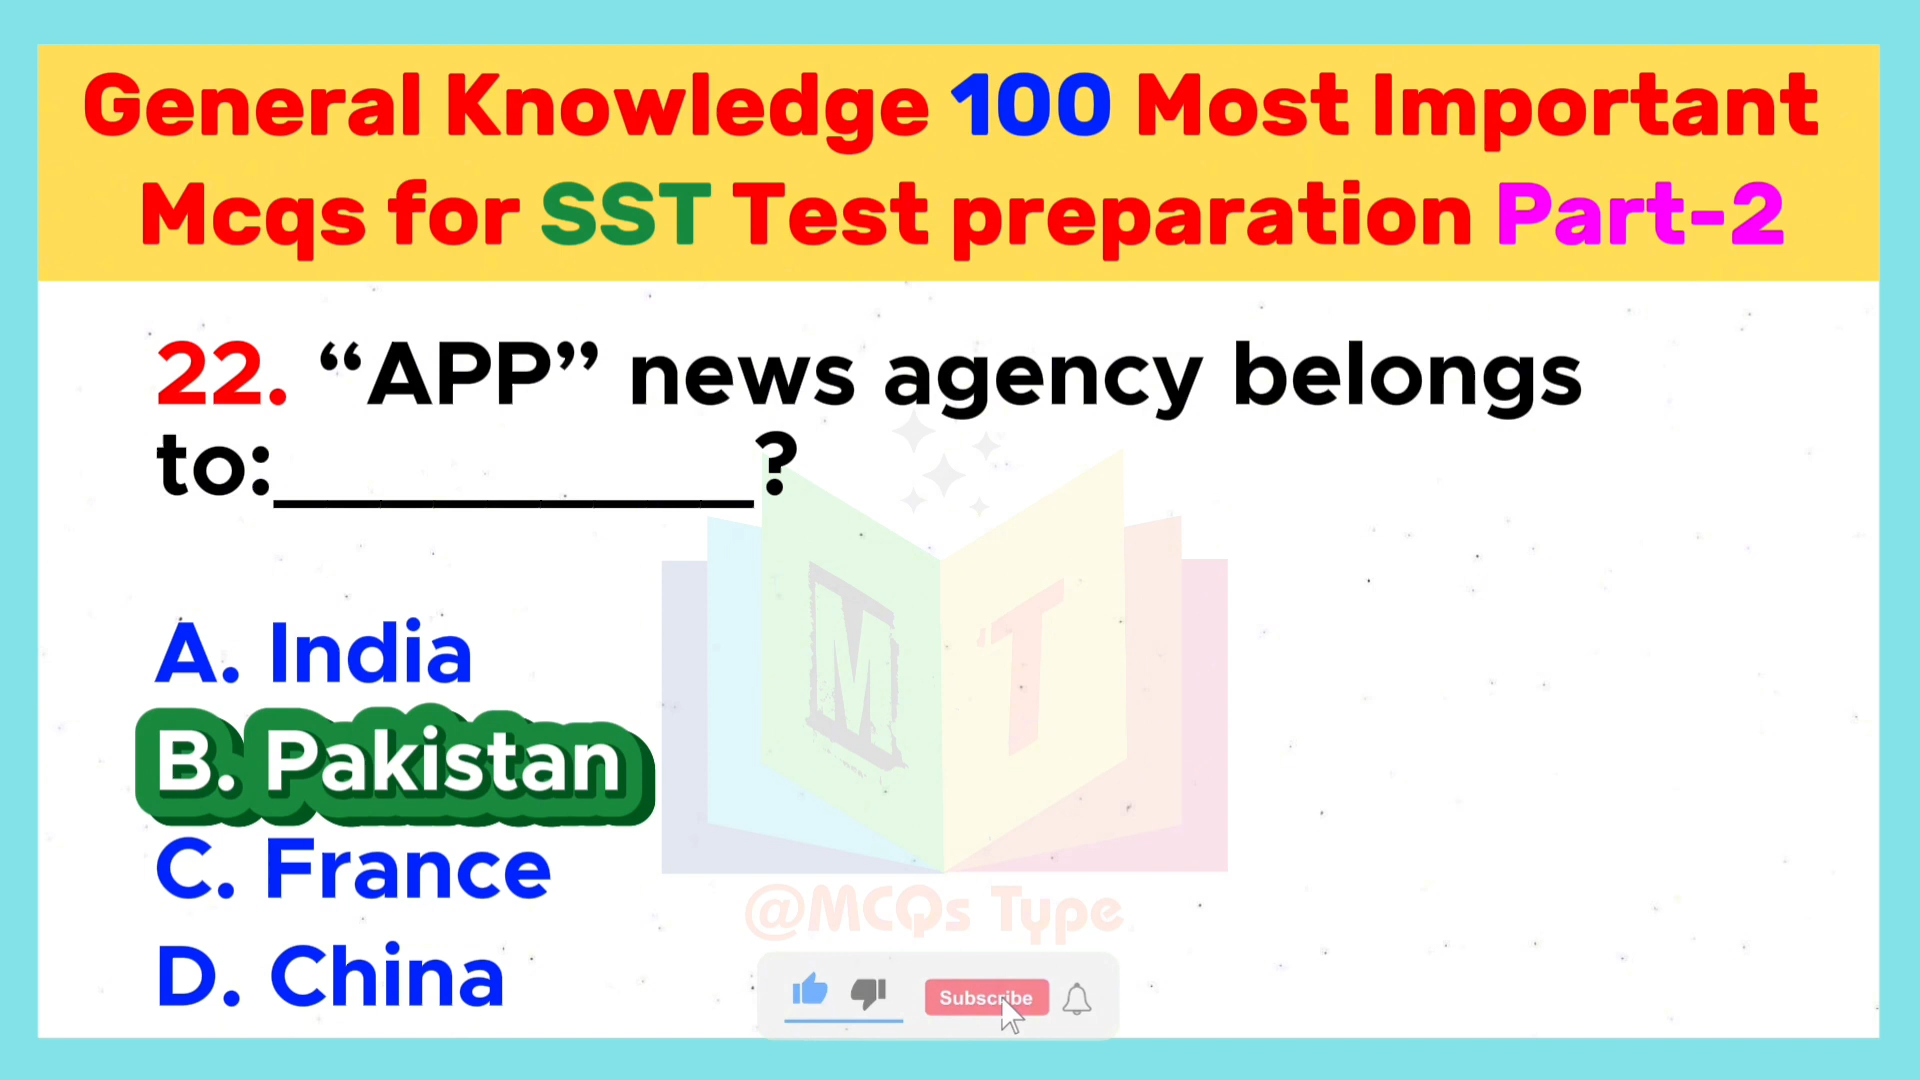 General Knowledge 100 Most Important
Mcqs for SST Test preparation Part-2
22. “APP” news agency belongs
to:___________?
A. India
B. Pakistan
C. France
D. China
M T
@MCQs Type
Subscribe